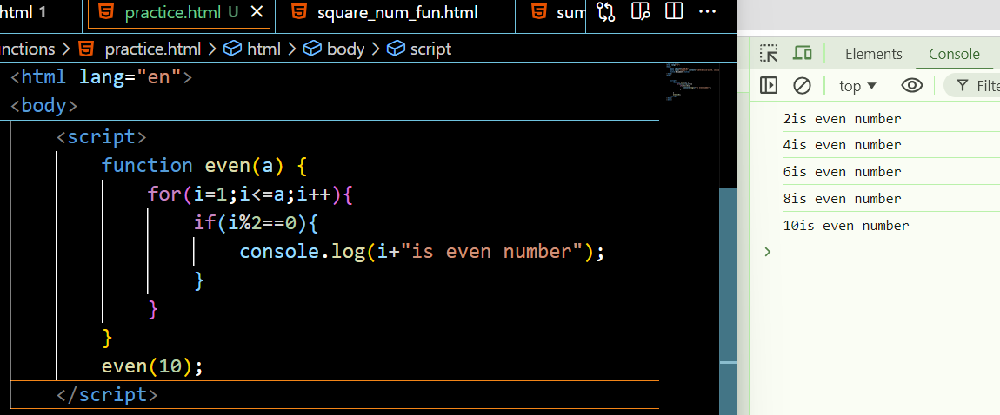 html 1 practice.html U square_num_fun.html sum
nctions > practice.html > html > body > script
<html lang="en">
<body>
<script>
function even(a) {
for(i=1;i<=a;i++){
if(i%2==0){
console.log(i+"is even number");
}
}
}
even(10);
</script>
Elements Console
top Filte
2is even number
4is even number
6is even number
8is even number
10is even number
>